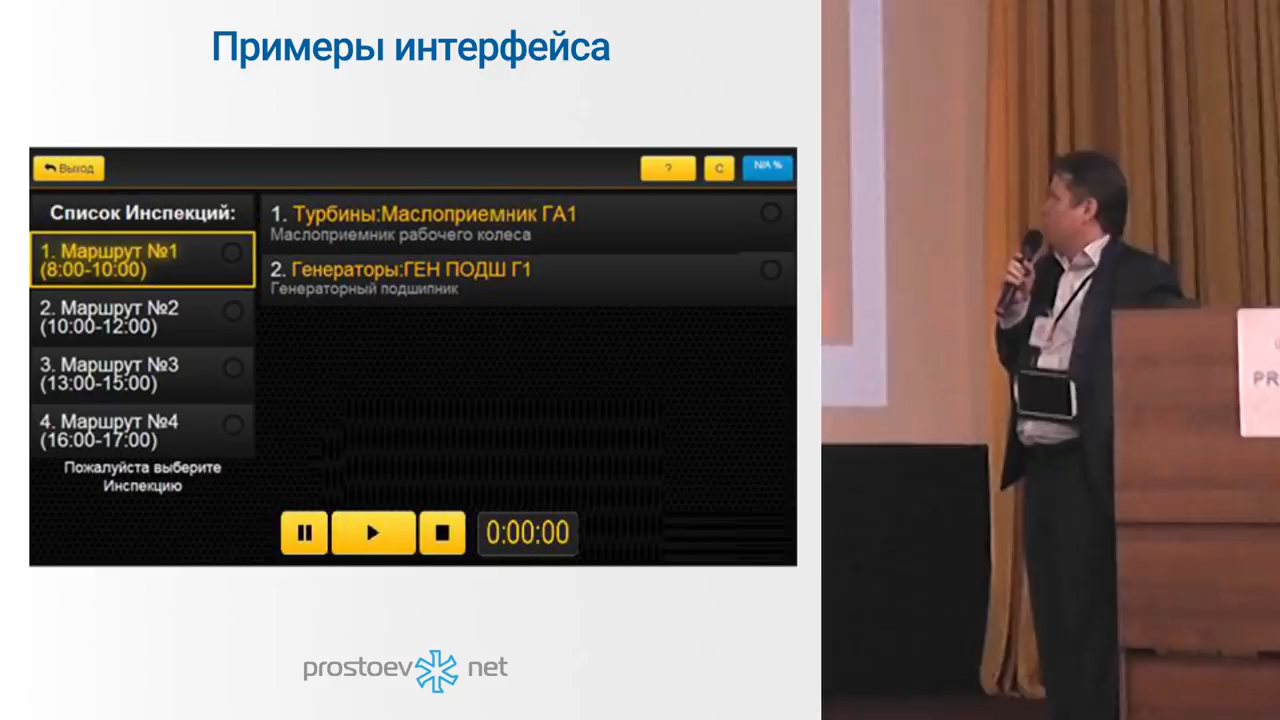 Примеры интерфейса
Выход
?
C
N/A %
Список Инспекций:
1. Маршрут №1
(8:00-10:00)
2. Маршрут №2
(10:00-12:00)
3. Маршрут №3
(13:00-15:00)
4. Маршрут №4
(16:00-17:00)
Пожалуйста выберите
Инспекцию
1. Турбины:Маслоприемник ГА1
Маслоприемник рабочего колеса
2. Генераторы:ГЕН ПОДШ Г1
Генераторный подшипник
0:00:00
prostoev net
PR